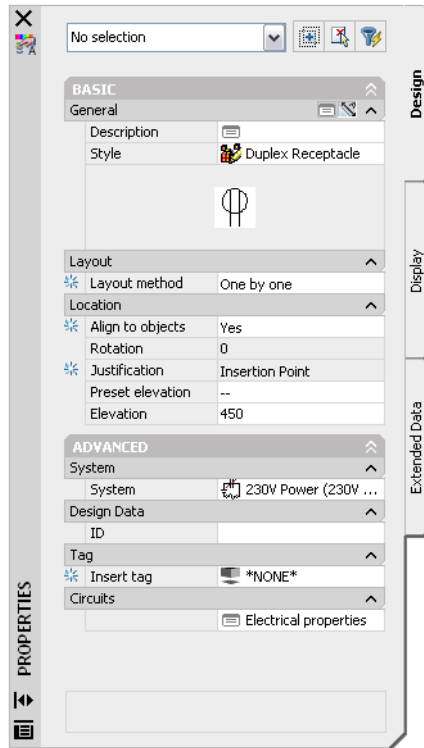 No selection
Design
BASIC
General
Description
Style Duplex Receptacle
Layout
Display
Layout method One by one
Location
Align to objects Yes
Rotation 0
Justification Insertion Point
Preset elevation --
Elevation 450
Extended Data
ADVANCED
System
System 230V Power (230V ...
Design Data
ID
Tag
Insert tag *NONE*
Circuits
Electrical properties
PROPERTIES